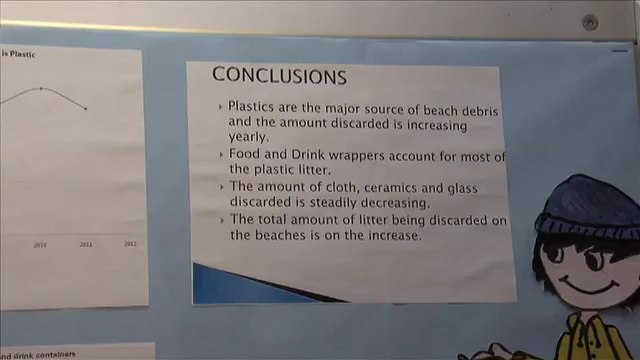 is Plastic
2010
2011
2012
nd drink containers
CONCLUSIONS
Plastics are the major source of beach debris
and the amount discarded is increasing
yearly.
Food and Drink wrappers account for most of
the plastic litter.
The amount of cloth, ceramics and glass
discarded is steadily decreasing.
The total amount of litter being discarded on
the beaches is on the increase.